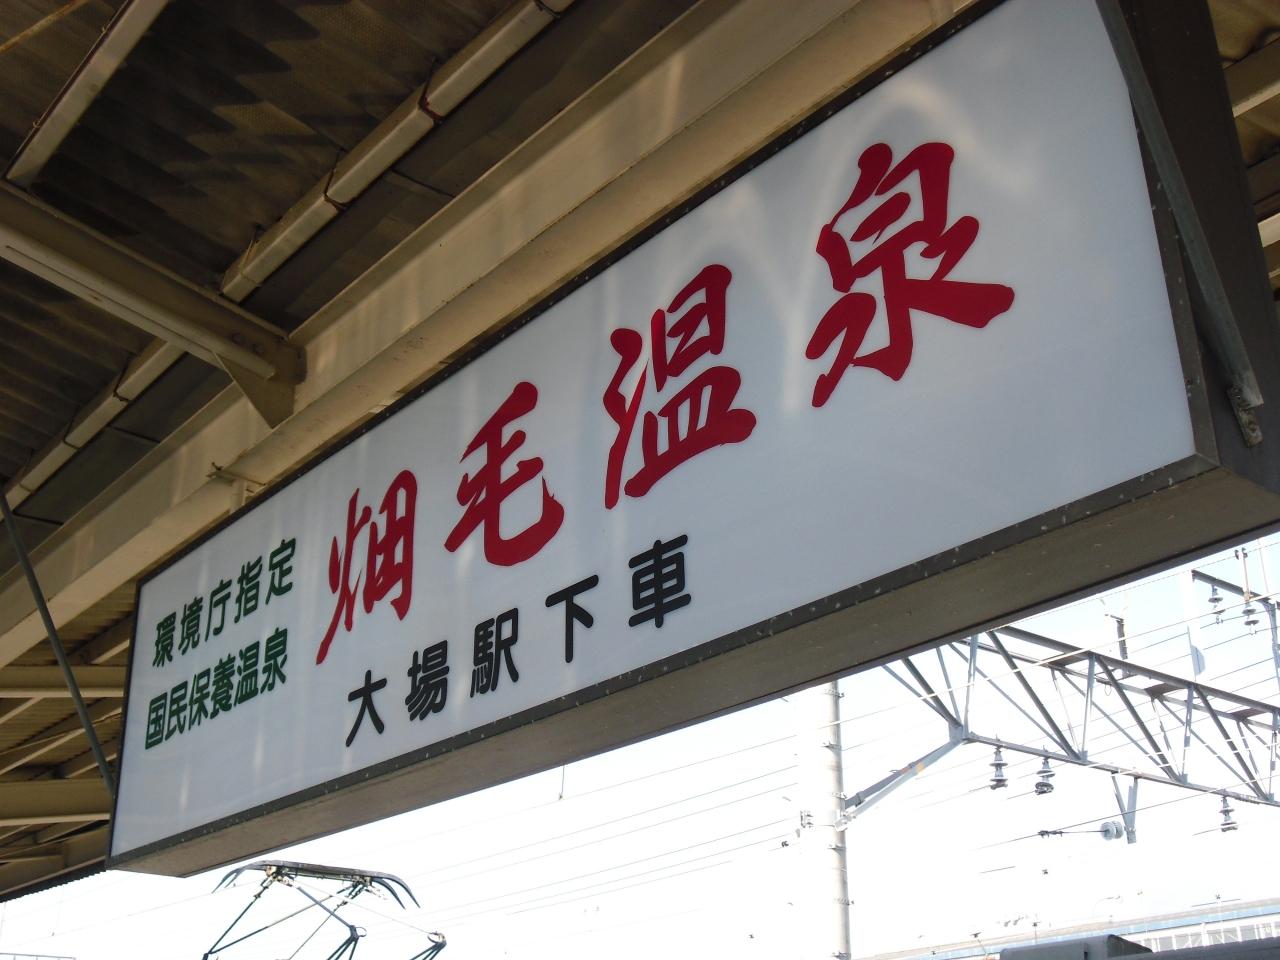 環境庁指定
国民保養温泉
畑毛温泉
大場駅下車